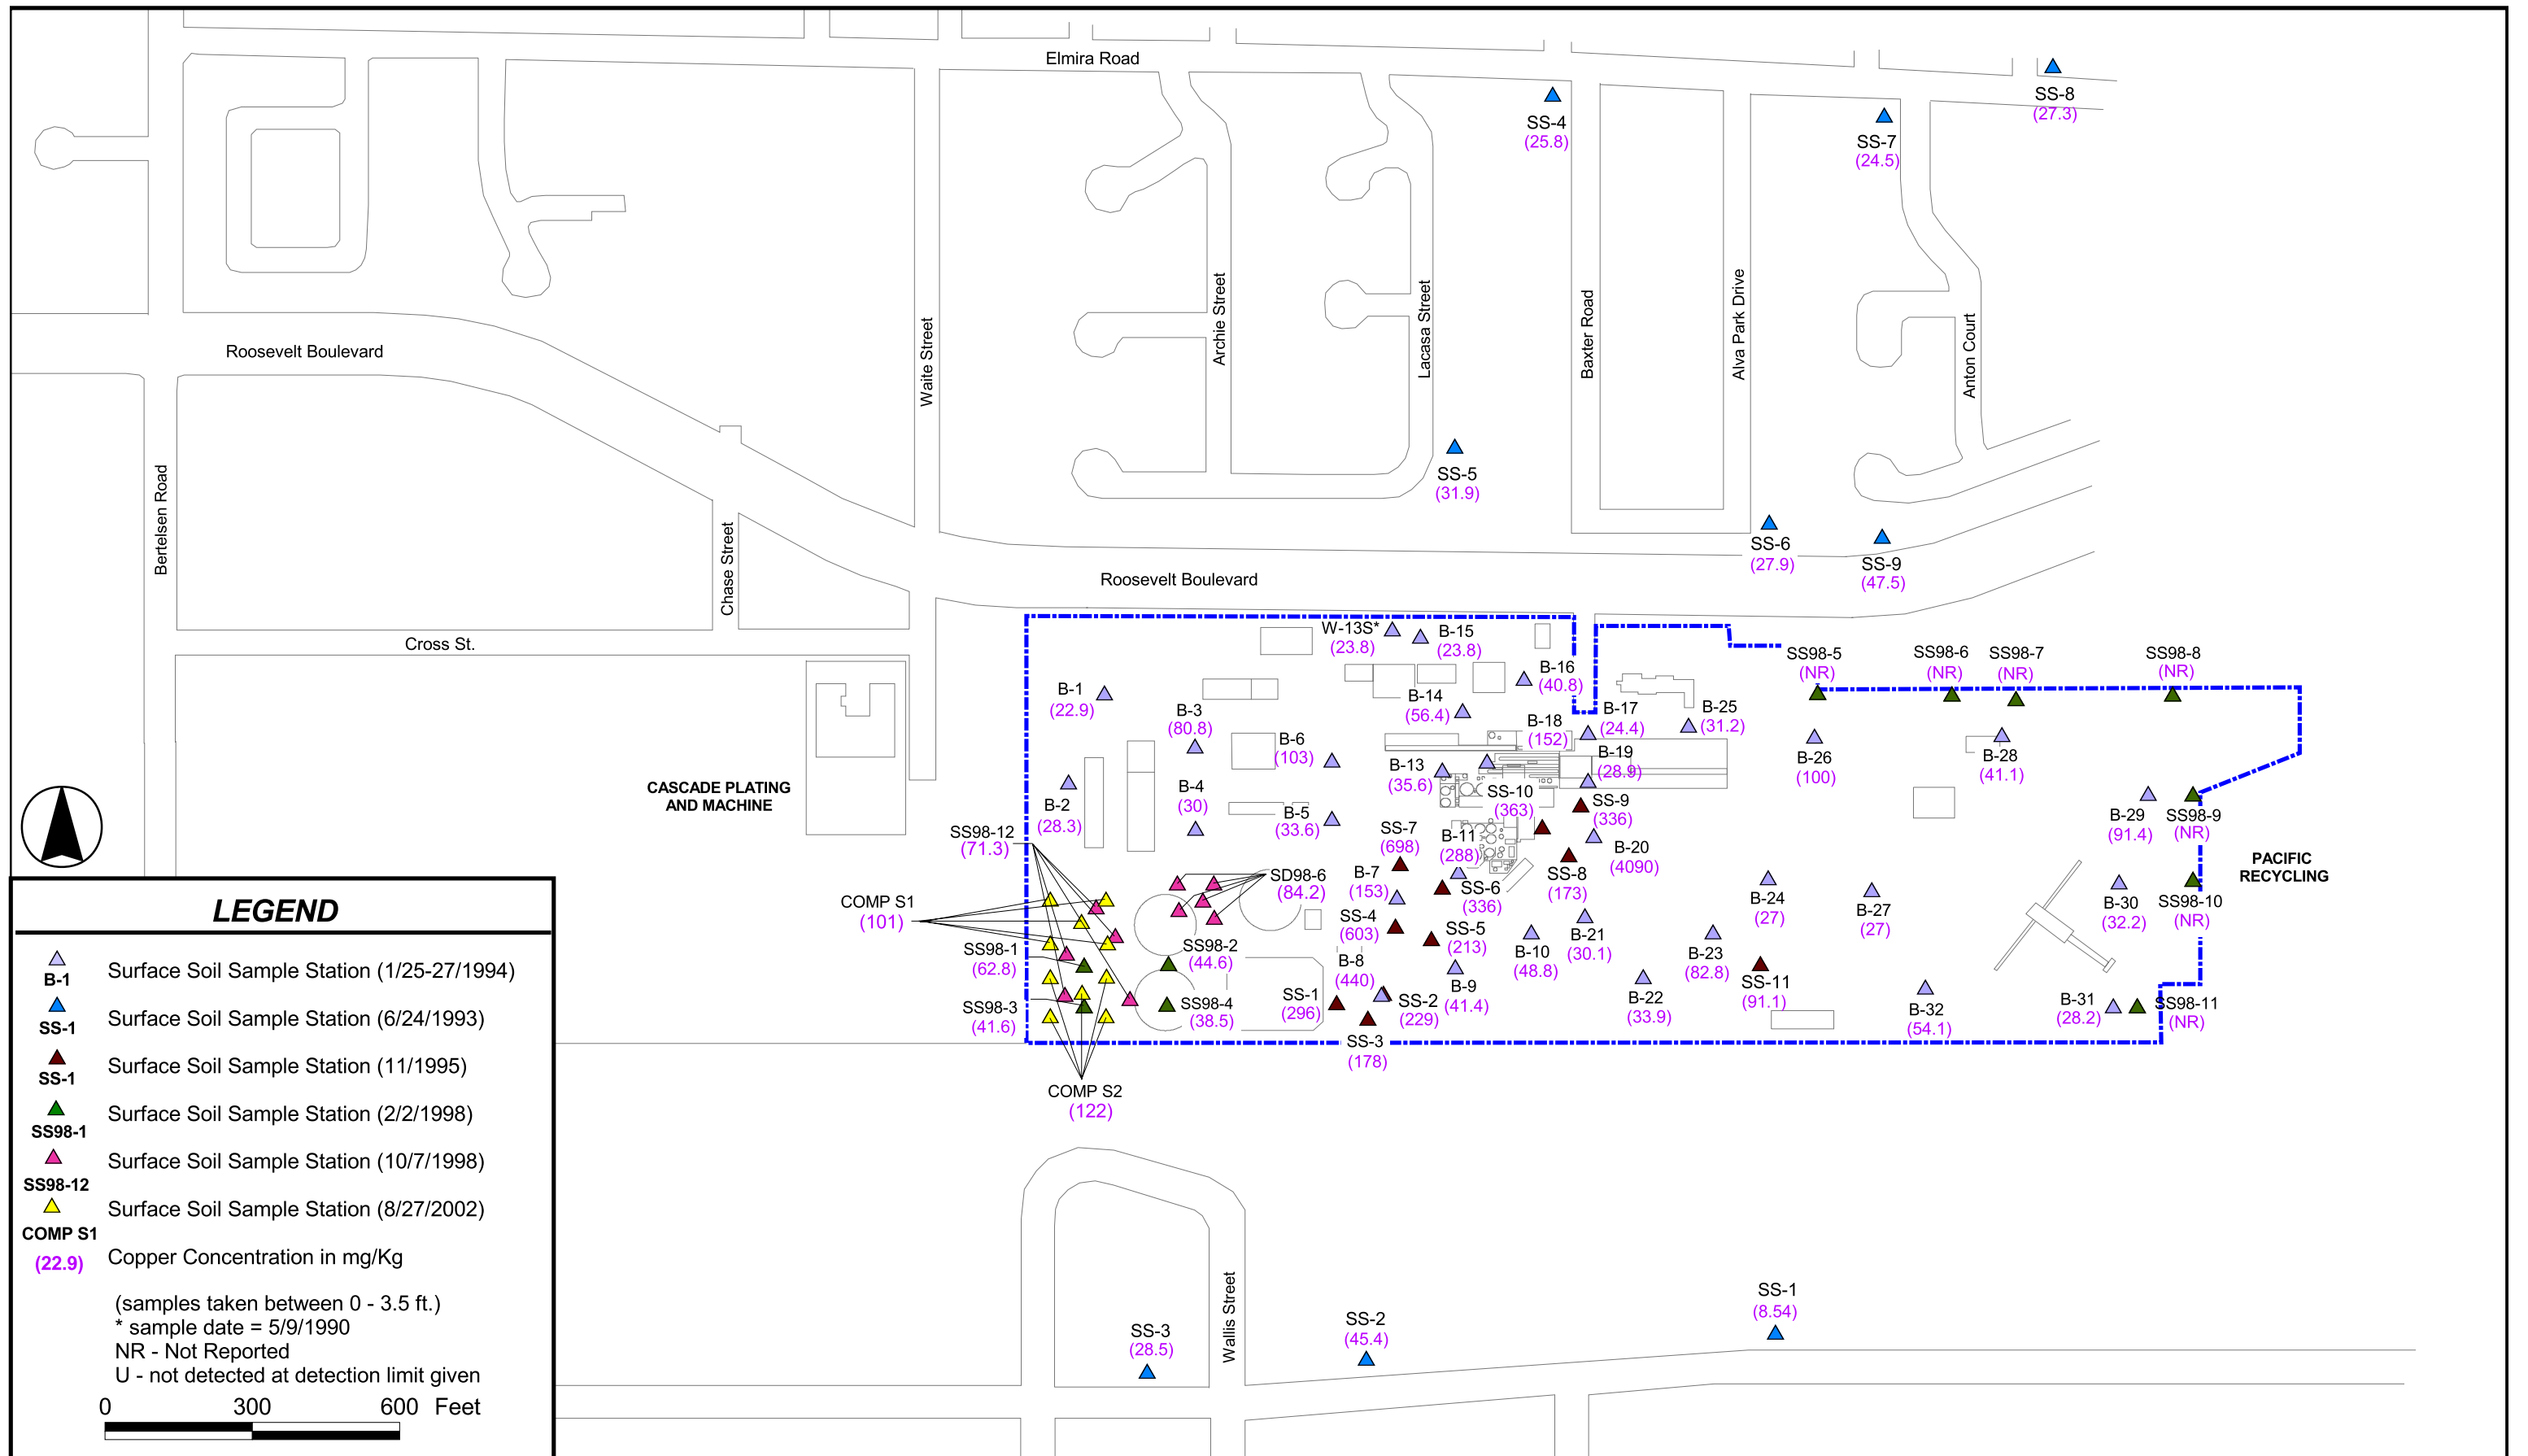 Elmira Road
SS-8
(27.3)
SS-4
(25.8)
SS-7
(24.5)
Roosevelt Boulevard
Waite Street
Archie Street
Lacasa Street
Baxter Road
Alva Park Drive
Anton Court
Bertelsen Road
Chase Street
SS-5
(31.9)
SS-6
(27.9)
SS-9
(47.5)
Roosevelt Boulevard
Cross St.
W-13S*
(23.8)
B-15
(23.8)
B-16
(40.8)
SS98-5
(NR)
SS98-6
(NR)
SS98-7
(NR)
SS98-8
(NR)
B-1
(22.9)
B-3
(80.8)
B-14
(56.4)
B-18
(152)
B-17
(24.4)
B-25
(31.2)
B-6
(103)
B-13
(35.6)
B-19
(28.9)
B-26
(100)
B-28
(41.1)
CASCADE PLATING
AND MACHINE
B-2
(28.3)
B-4
(30)
B-5
(33.6)
SS-10
(363)
SS-9
(336)
B-29
(91.4)
SS98-9
(NR)
SS98-12
(71.3)
SS-7
(698)
B-11
(288)
B-20
(4090)
PACIFIC
RECYCLING
SD98-6
(84.2)
B-7
(153)
SS-6
(336)
SS-8
(173)
B-24
(27)
B-27
(27)
B-30
(32.2)
SS98-10
(NR)
COMP S1
(101)
SS-4
(603)
SS-5
(213)
B-21
(30.1)
SS98-1
(62.8)
SS98-2
(44.6)
B-8
(440)
B-10
(48.8)
B-23
(82.8)
SS-11
(91.1)
SS98-3
(41.6)
SS98-4
(38.5)
SS-1
(296)
SS-2
(229)
B-9
(41.4)
B-22
(33.9)
B-32
(54.1)
B-31
(28.2)
SS98-11
(NR)
SS-3
(178)
COMP S2
(122)
Wallis Street
SS-3
(28.5)
SS-2
(45.4)
SS-1
(8.54)
LEGEND
B-1
Surface Soil Sample Station (1/25-27/1994)
SS-1
Surface Soil Sample Station (6/24/1993)
SS-1
Surface Soil Sample Station (11/1995)
SS98-1
Surface Soil Sample Station (2/2/1998)
SS98-12
Surface Soil Sample Station (10/7/1998)
COMP S1
Surface Soil Sample Station (8/27/2002)
(22.9) Copper Concentration in mg/Kg
(samples taken between 0 - 3.5 ft.)
* sample date = 5/9/1990
NR - Not Reported
U - not detected at detection limit given
0 300 600 Feet